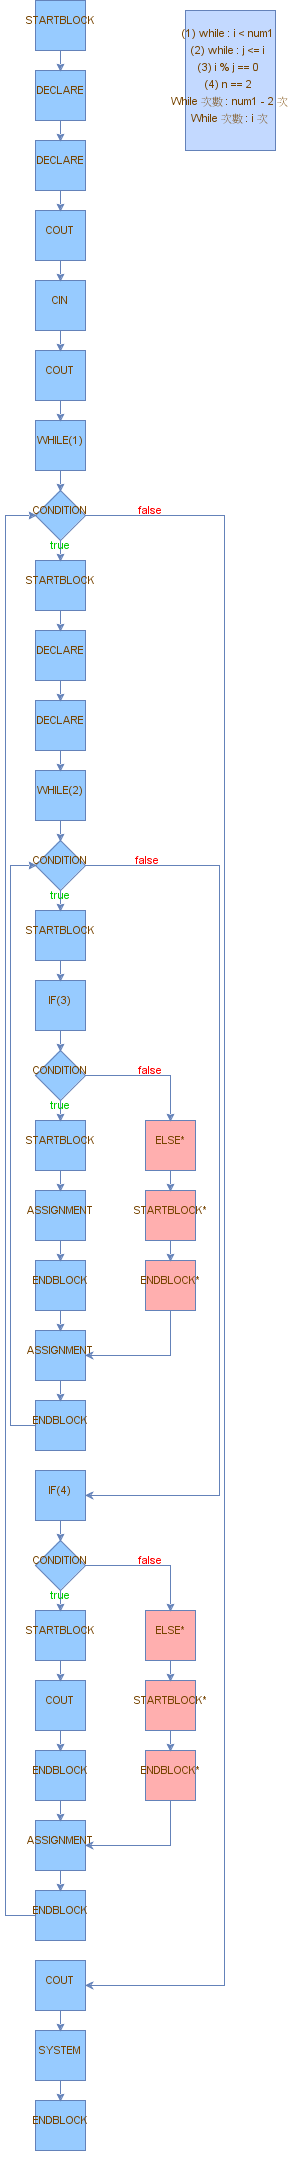 STARTBLOCK
(1) while : i < num1
(2) while : j <= i
(3) i % j == 0
(4) n == 2
While 次數 : num1 - 2 次
While 次數 : i 次
DECLARE
DECLARE
COUT
CIN
COUT
WHILE(1)
CONDITION
false
true
STARTBLOCK
DECLARE
DECLARE
WHILE(2)
CONDITION
false
true
STARTBLOCK
IF(3)
CONDITION
false
true
STARTBLOCK
ELSE*
ASSIGNMENT
STARTBLOCK*
ENDBLOCK
ENDBLOCK*
ASSIGNMENT
ENDBLOCK
IF(4)
CONDITION
false
true
STARTBLOCK
ELSE*
COUT
STARTBLOCK*
ENDBLOCK
ENDBLOCK*
ASSIGNMENT
ENDBLOCK
COUT
SYSTEM
ENDBLOCK